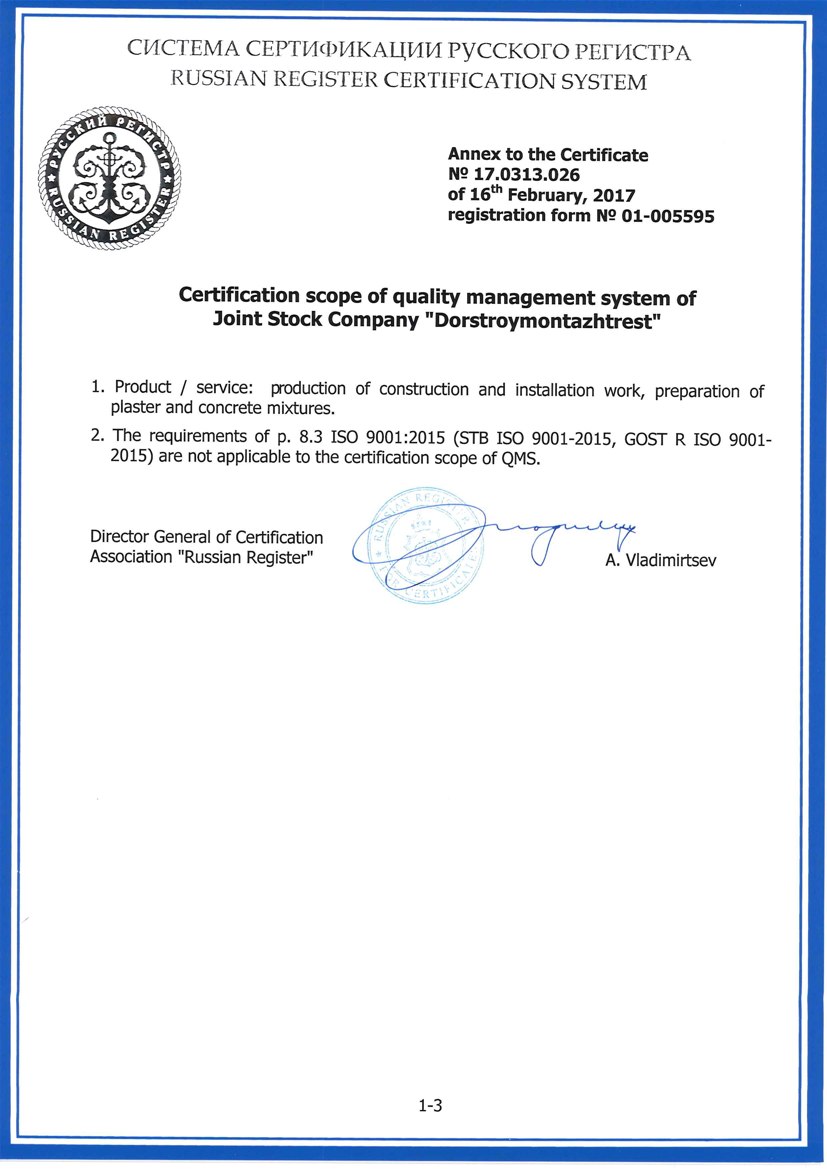 СИСТЕМА СЕРТИФИКАЦИИ РУССКОГО РЕГИСТРА
RUSSIAN REGISTER CERTIFICATION SYSTEM
РУССКИЙ РЕГИСТР
RUSSIAN REGISTER
Annex to the Certificate
№ 17.0313.026
of 16th February, 2017
registration form № 01-005595
Certification scope of quality management system of
Joint Stock Company "Dorstroymontazhtrest"
1. Product / service: production of construction and installation work, preparation of
plaster and concrete mixtures.
2. The requirements of p. 8.3 ISO 9001:2015 (STB ISO 9001-2015, GOST R ISO 9001-
2015) are not applicable to the certification scope of QMS.
Director General of Certification
Association "Russian Register"
RUSSIAN REGISTER
FOR CERTIFICATES
A. Vladimirtsev
1-3